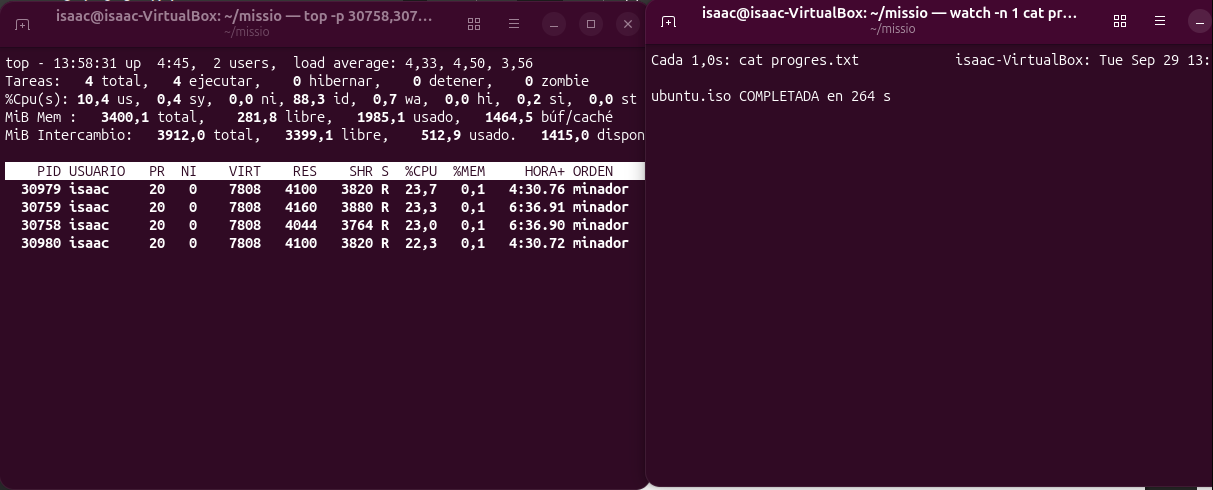 isaac@isaac-VirtualBox: ~/missio — top -p 30758,307…
~/missio
top - 13:58:31 up  4:45,  2 users,  load average: 4,33, 4,50, 3,56
Tareas:   4 total,   4 ejecutar,    0 hibernar,    0 detener,    0 zombie
%Cpu(s): 10,4 us,  0,4 sy,  0,0 ni, 88,3 id,  0,7 wa,  0,0 hi,  0,2 si,  0,0 st
MiB Mem :   3400,1 total,    281,8 libre,   1985,1 usado,   1464,5 búf/caché
MiB Intercambio:   3912,0 total,   3399,1 libre,    512,9 usado.   1415,0 dispon
PID USUARIO   PR  NI    VIRT    RES    SHR S  %CPU  %MEM     HORA+ ORDEN
30979 isaac     20   0    7808   4100   3820 R  23,7   0,1   4:30.76 minador
30759 isaac     20   0    7808   4160   3880 R  23,3   0,1   6:36.91 minador
30758 isaac     20   0    7808   4044   3764 R  23,0   0,1   6:36.90 minador
30980 isaac     20   0    7808   4100   3820 R  22,3   0,1   4:30.72 minador
isaac@isaac-VirtualBox: ~/missio — watch -n 1 cat pr…
~/missio
Cada 1,0s: cat progres.txt            isaac-VirtualBox: Tue Sep 29 13:
ubuntu.iso COMPLETADA en 264 s